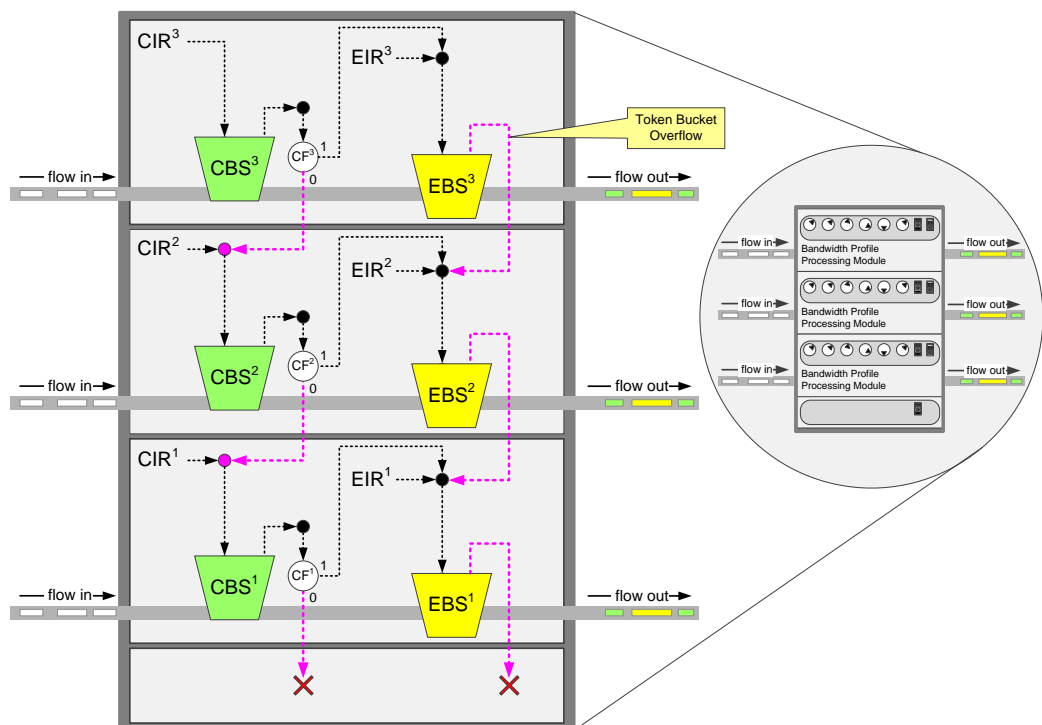 CIR³
EIR³
Token Bucket
Overflow
CF³
1
0
CBS³
EBS³
flow in
flow out
CIR²
EIR²
CF²
1
0
CBS²
EBS²
flow in
flow out
CIR¹
EIR¹
CF¹
1
0
CBS¹
EBS¹
flow in
flow out
flow in
flow out
Bandwidth Profile
Processing Module
flow in
flow out
Bandwidth Profile
Processing Module
flow in
flow out
Bandwidth Profile
Processing Module